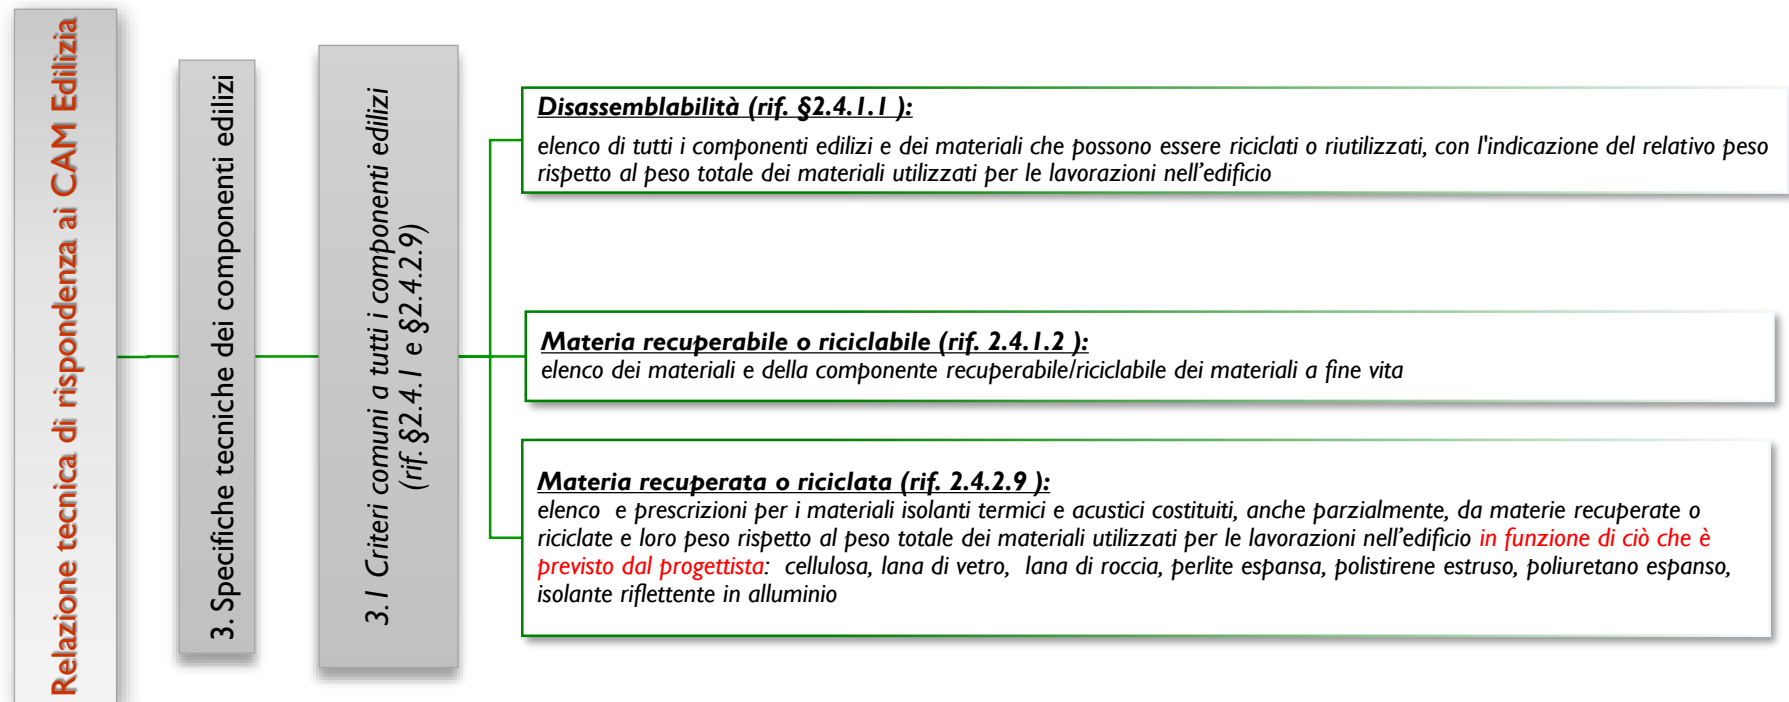 Relazione tecnica di rispondenza ai CAM Edilizia
3. Specifiche tecniche dei componenti edilizi
3.1 Criteri comuni a tutti i componenti edilizi
(rif. §2.4.1 e §2.4.2.9)
Disassemblabilità (rif. §2.4.1.1 ):
elenco di tutti i componenti edilizi e dei materiali che possono essere riciclati o riutilizzati, con l'indicazione del relativo peso
rispetto al peso totale dei materiali utilizzati per le lavorazioni nell’edificio
Materia recuperabile o riciclabile (rif. 2.4.1.2 ):
elenco dei materiali e della componente recuperabile/riciclabile dei materiali a fine vita
Materia recuperata o riciclata (rif. 2.4.2.9 ):
elenco e prescrizioni per i materiali isolanti termici e acustici costituiti, anche parzialmente, da materie recuperate o
riciclate e loro peso rispetto al peso totale dei materiali utilizzati per le lavorazioni nell’edificio in funzione di ciò che è
previsto dal progettista: cellulosa, lana di vetro, lana di roccia, perlite espansa, polistirene estruso, poliuretano espanso,
isolante riflettente in alluminio